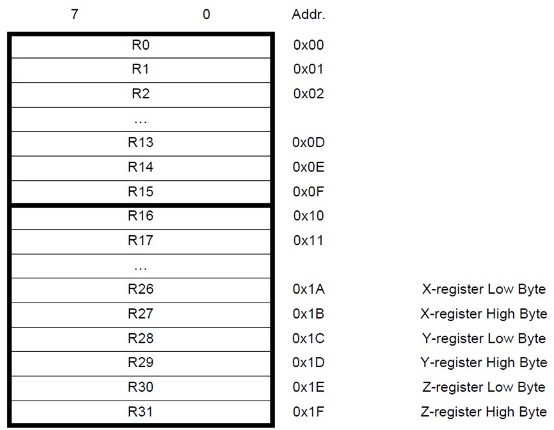 7 0 Addr.
R0 0x00
R1 0x01
R2 0x02
...
R13 0x0D
R14 0x0E
R15 0x0F
R16 0x10
R17 0x11
...
R26 0x1A X-register Low Byte
R27 0x1B X-register High Byte
R28 0x1C Y-register Low Byte
R29 0x1D Y-register High Byte
R30 0x1E Z-register Low Byte
R31 0x1F Z-register High Byte